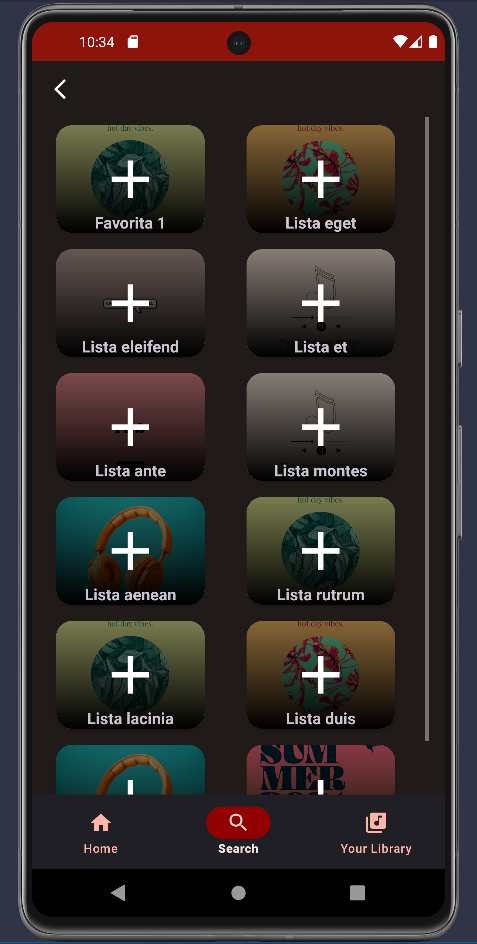 10:34
hot day vibes.
hot day vibes.
Favorita 1
Lista eget
Lista eleifend
Lista et
Lista ante
Lista montes
hot day vibes.
Lista aenean
Lista rutrum
hot day vibes.
hot day vibes.
Lista lacinia
Lista duis
SUM
MER
Home
Search
Your Library